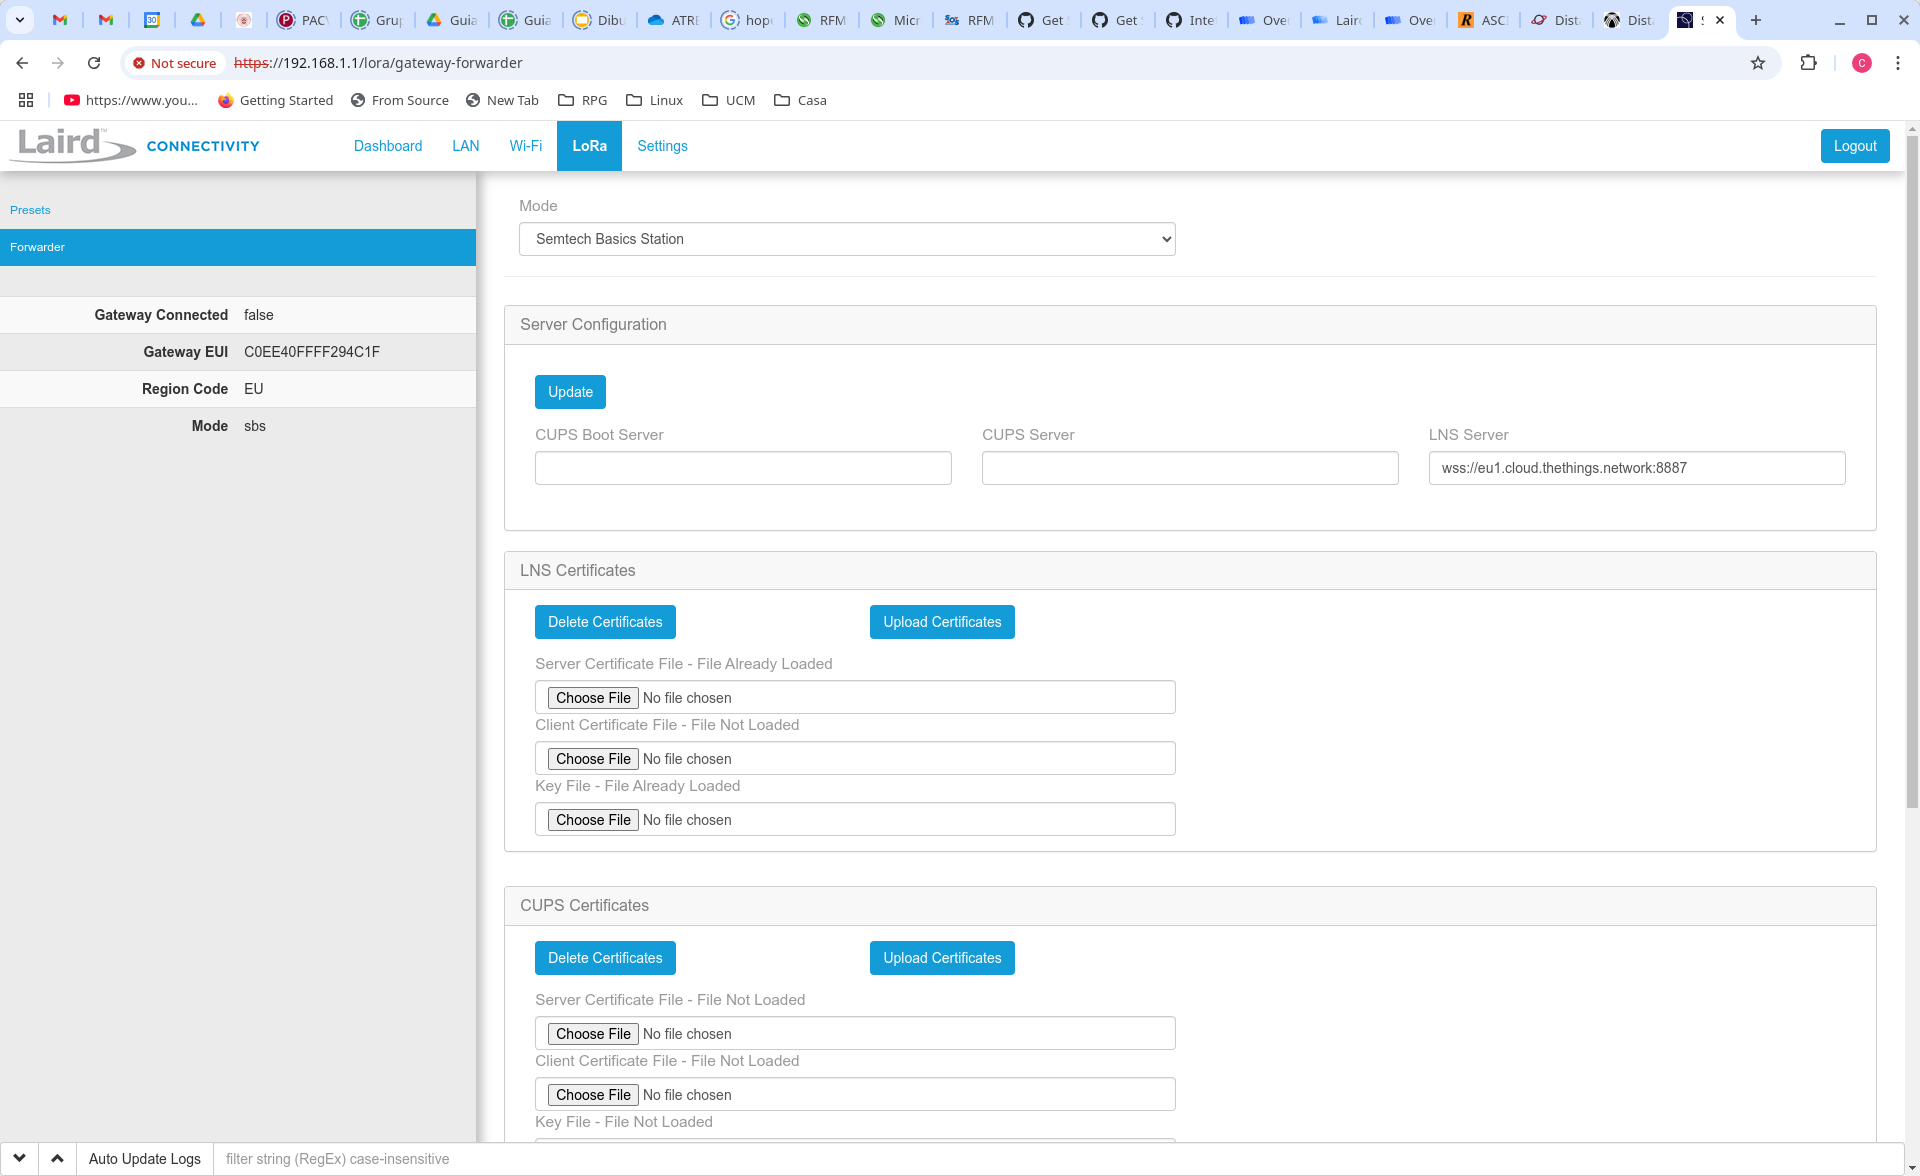 30
PAC
Gru
Guia
Guia
Dibu
ATRE
hop
RFM
Micr
RFM
Get
Get
Inte
Over
Lair
Over
ASC
Dist
Dist
Not secure
https://192.168.1.1/lora/gateway-forwarder
C
https://www.you...
Getting Started
From Source
New Tab
RPG
Linux
UCM
Casa
Laird™ CONNECTIVITY
Dashboard
LAN
Wi-Fi
LoRa
Settings
Logout
Presets
Forwarder
Gateway Connected false
Gateway EUI C0EE40FFFF294C1F
Region Code EU
Mode sbs
Mode
Semtech Basics Station
Server Configuration
Update
CUPS Boot Server
CUPS Server
LNS Server
wss://eu1.cloud.thethings.network:8887
LNS Certificates
Delete Certificates
Upload Certificates
Server Certificate File - File Already Loaded
Choose File No file chosen
Client Certificate File - File Not Loaded
Choose File No file chosen
Key File - File Already Loaded
Choose File No file chosen
CUPS Certificates
Delete Certificates
Upload Certificates
Server Certificate File - File Not Loaded
Choose File No file chosen
Client Certificate File - File Not Loaded
Choose File No file chosen
Key File - File Not Loaded
Auto Update Logs
filter string (RegEx) case-insensitive